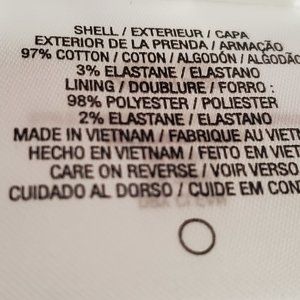 SHELL / EXTERIEUR / CAPA
EXTERIOR DE LA PRENDA / ARMAÇÃO
97% COTTON / COTON / ALGODÓN / ALGODÃO
3% ELASTANE / ELASTANO
LINING / DOUBLURE / FORRO :
98% POLYESTER / POLIESTER
2% ELASTANE / ELASTANO
MADE IN VIETNAM / FABRIQUE AU VIET
HECHO EN VIETNAM / FEITO EM VIET
CARE ON REVERSE / VOIR VERSO
CUIDADO AL DORSO / CUIDE EM CON